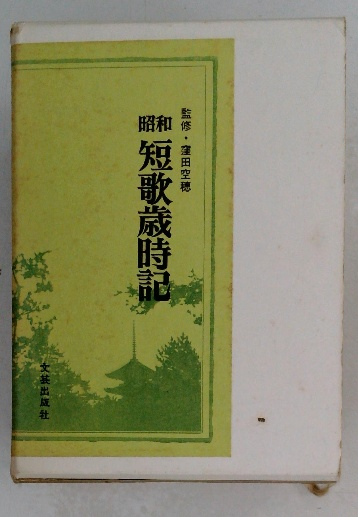 監修・窪田空穂
昭和
短歌歳時記
文芸出版社